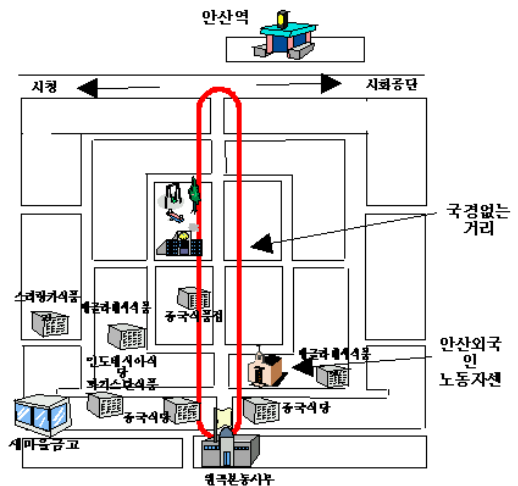 안산역
시청
시화공단
국경없는
거리
스리랑카식품
방글라데시식품
중국식품점
안산외국
인
노동자센
방글라데시식품
인도네시아식
당
파키스탄식품
중국식당
중국식당
새마을금고
원곡본동사무